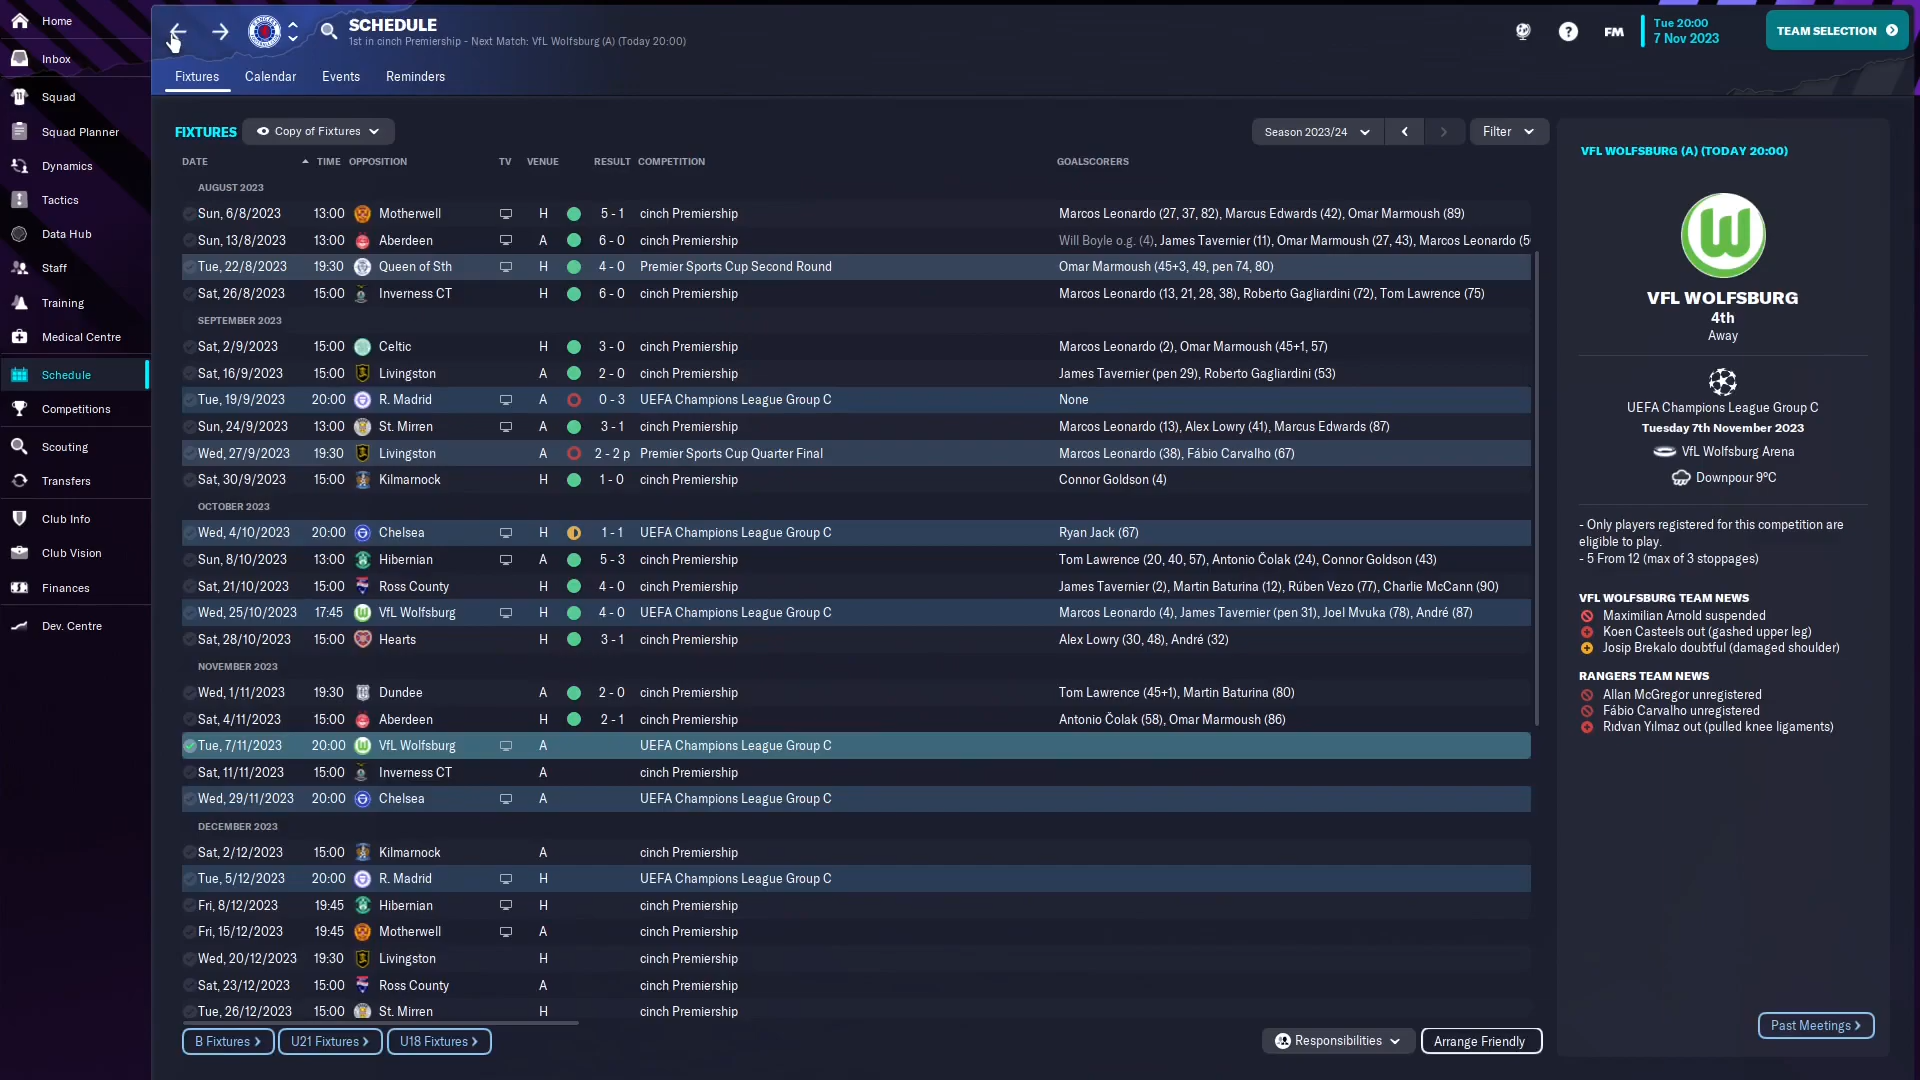 Home
Inbox
Squad
Squad Planner
Dynamics
Tactics
Data Hub
Staff
Training
Medical Centre
Schedule
Competitions
Scouting
Transfers
Club Info
Club Vision
Finances
Dev. Centre
SCHEDULE
1st in cinch Premiership - Next Match: VfL Wolfsburg (A) (Today 20:00)
FM
Tue 20:00
7 Nov 2023
TEAM SELECTION
Fixtures Calendar Events Reminders
FIXTURES Copy of Fixtures Season 2023/24 Filter
DATE TIME OPPOSITION TV VENUE RESULT COMPETITION GOALSCORERS
AUGUST 2023
Sun, 6/8/2023 13:00 Motherwell H 5 - 1 cinch Premiership Marcos Leonardo (27, 37, 82), Marcus Edwards (42), Omar Marmoush (89)
Sun, 13/8/2023 13:00 Aberdeen A 6 - 0 cinch Premiership Will Boyle o.g. (4), James Tavernier (11), Omar Marmoush (27, 43), Marcos Leonardo (5
Tue, 22/8/2023 19:30 Queen of Sth H 4 - 0 Premier Sports Cup Second Round Omar Marmoush (45+3, 49, pen 74, 80)
Sat, 26/8/2023 15:00 Inverness CT H 6 - 0 cinch Premiership Marcos Leonardo (13, 21, 28, 38), Roberto Gagliardini (72), Tom Lawrence (75)
SEPTEMBER 2023
Sat, 2/9/2023 15:00 Celtic H 3 - 0 cinch Premiership Marcos Leonardo (2), Omar Marmoush (45+1, 57)
Sat, 16/9/2023 15:00 Livingston A 2 - 0 cinch Premiership James Tavernier (pen 29), Roberto Gagliardini (53)
Tue, 19/9/2023 20:00 R. Madrid A 0 - 3 UEFA Champions League Group C None
Sun, 24/9/2023 13:00 St. Mirren A 3 - 1 cinch Premiership Marcos Leonardo (13), Alex Lowry (41), Marcus Edwards (87)
Wed, 27/9/2023 19:30 Livingston A 2 - 2 p Premier Sports Cup Quarter Final Marcos Leonardo (38), Fábio Carvalho (67)
Sat, 30/9/2023 15:00 Kilmarnock H 1 - 0 cinch Premiership Connor Goldson (4)
OCTOBER 2023
Wed, 4/10/2023 20:00 Chelsea H 1 - 1 UEFA Champions League Group C Ryan Jack (67)
Sun, 8/10/2023 13:00 Hibernian A 5 - 3 cinch Premiership Tom Lawrence (20, 40, 57), Antonio Čolak (24), Connor Goldson (43)
Sat, 21/10/2023 15:00 Ross County H 4 - 0 cinch Premiership James Tavernier (2), Martin Baturina (12), Rúben Vezo (77), Charlie McCann (90)
Wed, 25/10/2023 17:45 VfL Wolfsburg H 4 - 0 UEFA Champions League Group C Marcos Leonardo (4), James Tavernier (pen 31), Joel Mvuka (78), André (87)
Sat, 28/10/2023 15:00 Hearts H 3 - 1 cinch Premiership Alex Lowry (30, 48), André (32)
NOVEMBER 2023
Wed, 1/11/2023 19:30 Dundee A 2 - 0 cinch Premiership Tom Lawrence (45+1), Martin Baturina (80)
Sat, 4/11/2023 15:00 Aberdeen H 2 - 1 cinch Premiership Antonio Čolak (58), Omar Marmoush (86)
Tue, 7/11/2023 20:00 VfL Wolfsburg A UEFA Champions League Group C
Sat, 11/11/2023 15:00 Inverness CT A cinch Premiership
Wed, 29/11/2023 20:00 Chelsea A UEFA Champions League Group C
DECEMBER 2023
Sat, 2/12/2023 15:00 Kilmarnock A cinch Premiership
Tue, 5/12/2023 20:00 R. Madrid H UEFA Champions League Group C
Fri, 8/12/2023 19:45 Hibernian H cinch Premiership
Fri, 15/12/2023 19:45 Motherwell A cinch Premiership
Wed, 20/12/2023 19:30 Livingston H cinch Premiership
Sat, 23/12/2023 15:00 Ross County A cinch Premiership
Tue, 26/12/2023 15:00 St. Mirren H cinch Premiership
B Fixtures U21 Fixtures U18 Fixtures Responsibilities Arrange Friendly
VFL WOLFSBURG (A) (TODAY 20:00)
VFL WOLFSBURG
4th
Away
UEFA Champions League Group C
Tuesday 7th November 2023
VfL Wolfsburg Arena
Downpour 9ºC
- Only players registered for this competition are
eligible to play.
- 5 From 12 (max of 3 stoppages)
VFL WOLFSBURG TEAM NEWS
Maximilian Arnold suspended
Koen Casteels out (gashed upper leg)
Josip Brekalo doubtful (damaged shoulder)
RANGERS TEAM NEWS
Allan McGregor unregistered
Fábio Carvalho unregistered
Rıdvan Yılmaz out (pulled knee ligaments)
Past Meetings